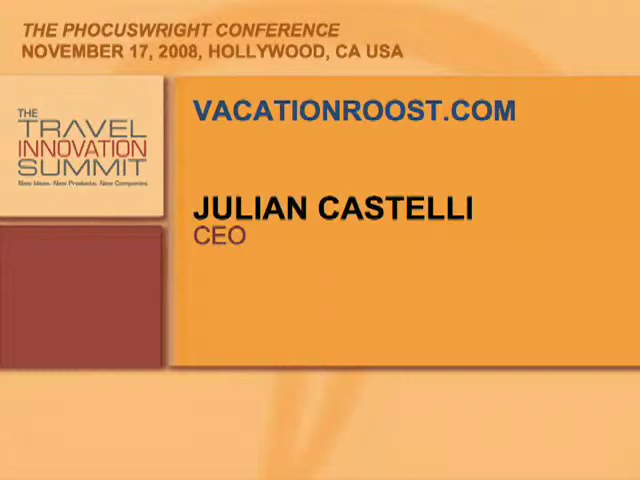 THE PHOCUSWRIGHT CONFERENCE
NOVEMBER 17, 2008, HOLLYWOOD, CA USA
VACATIONROOST.COM
THE
TRAVEL
INNOVATION
SUMMIT
New Ideas. New Products. New Companies
JULIAN CASTELLI
CEO